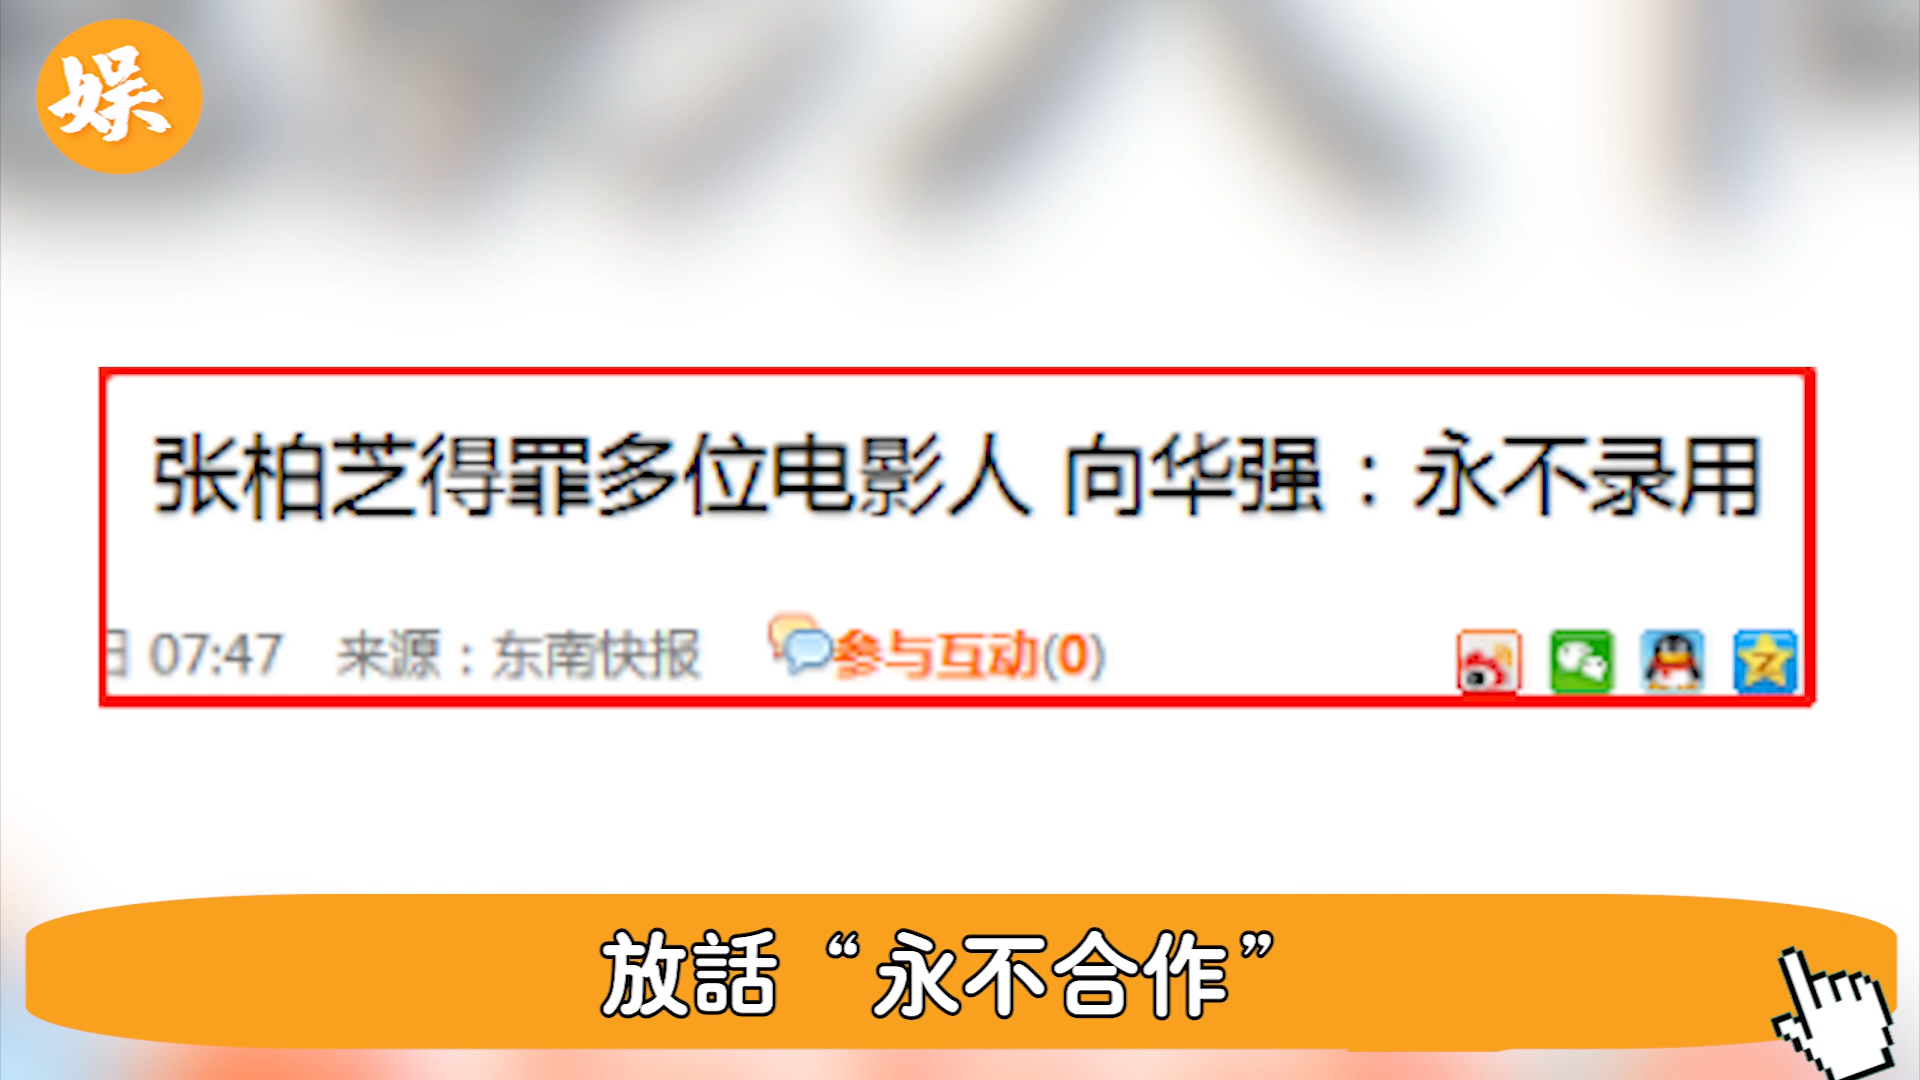 娱
张柏芝得罪多位电影人 向华强：永不录用
日 07:47 来源：东南快报 参与互动(0)
放話“永不合作”